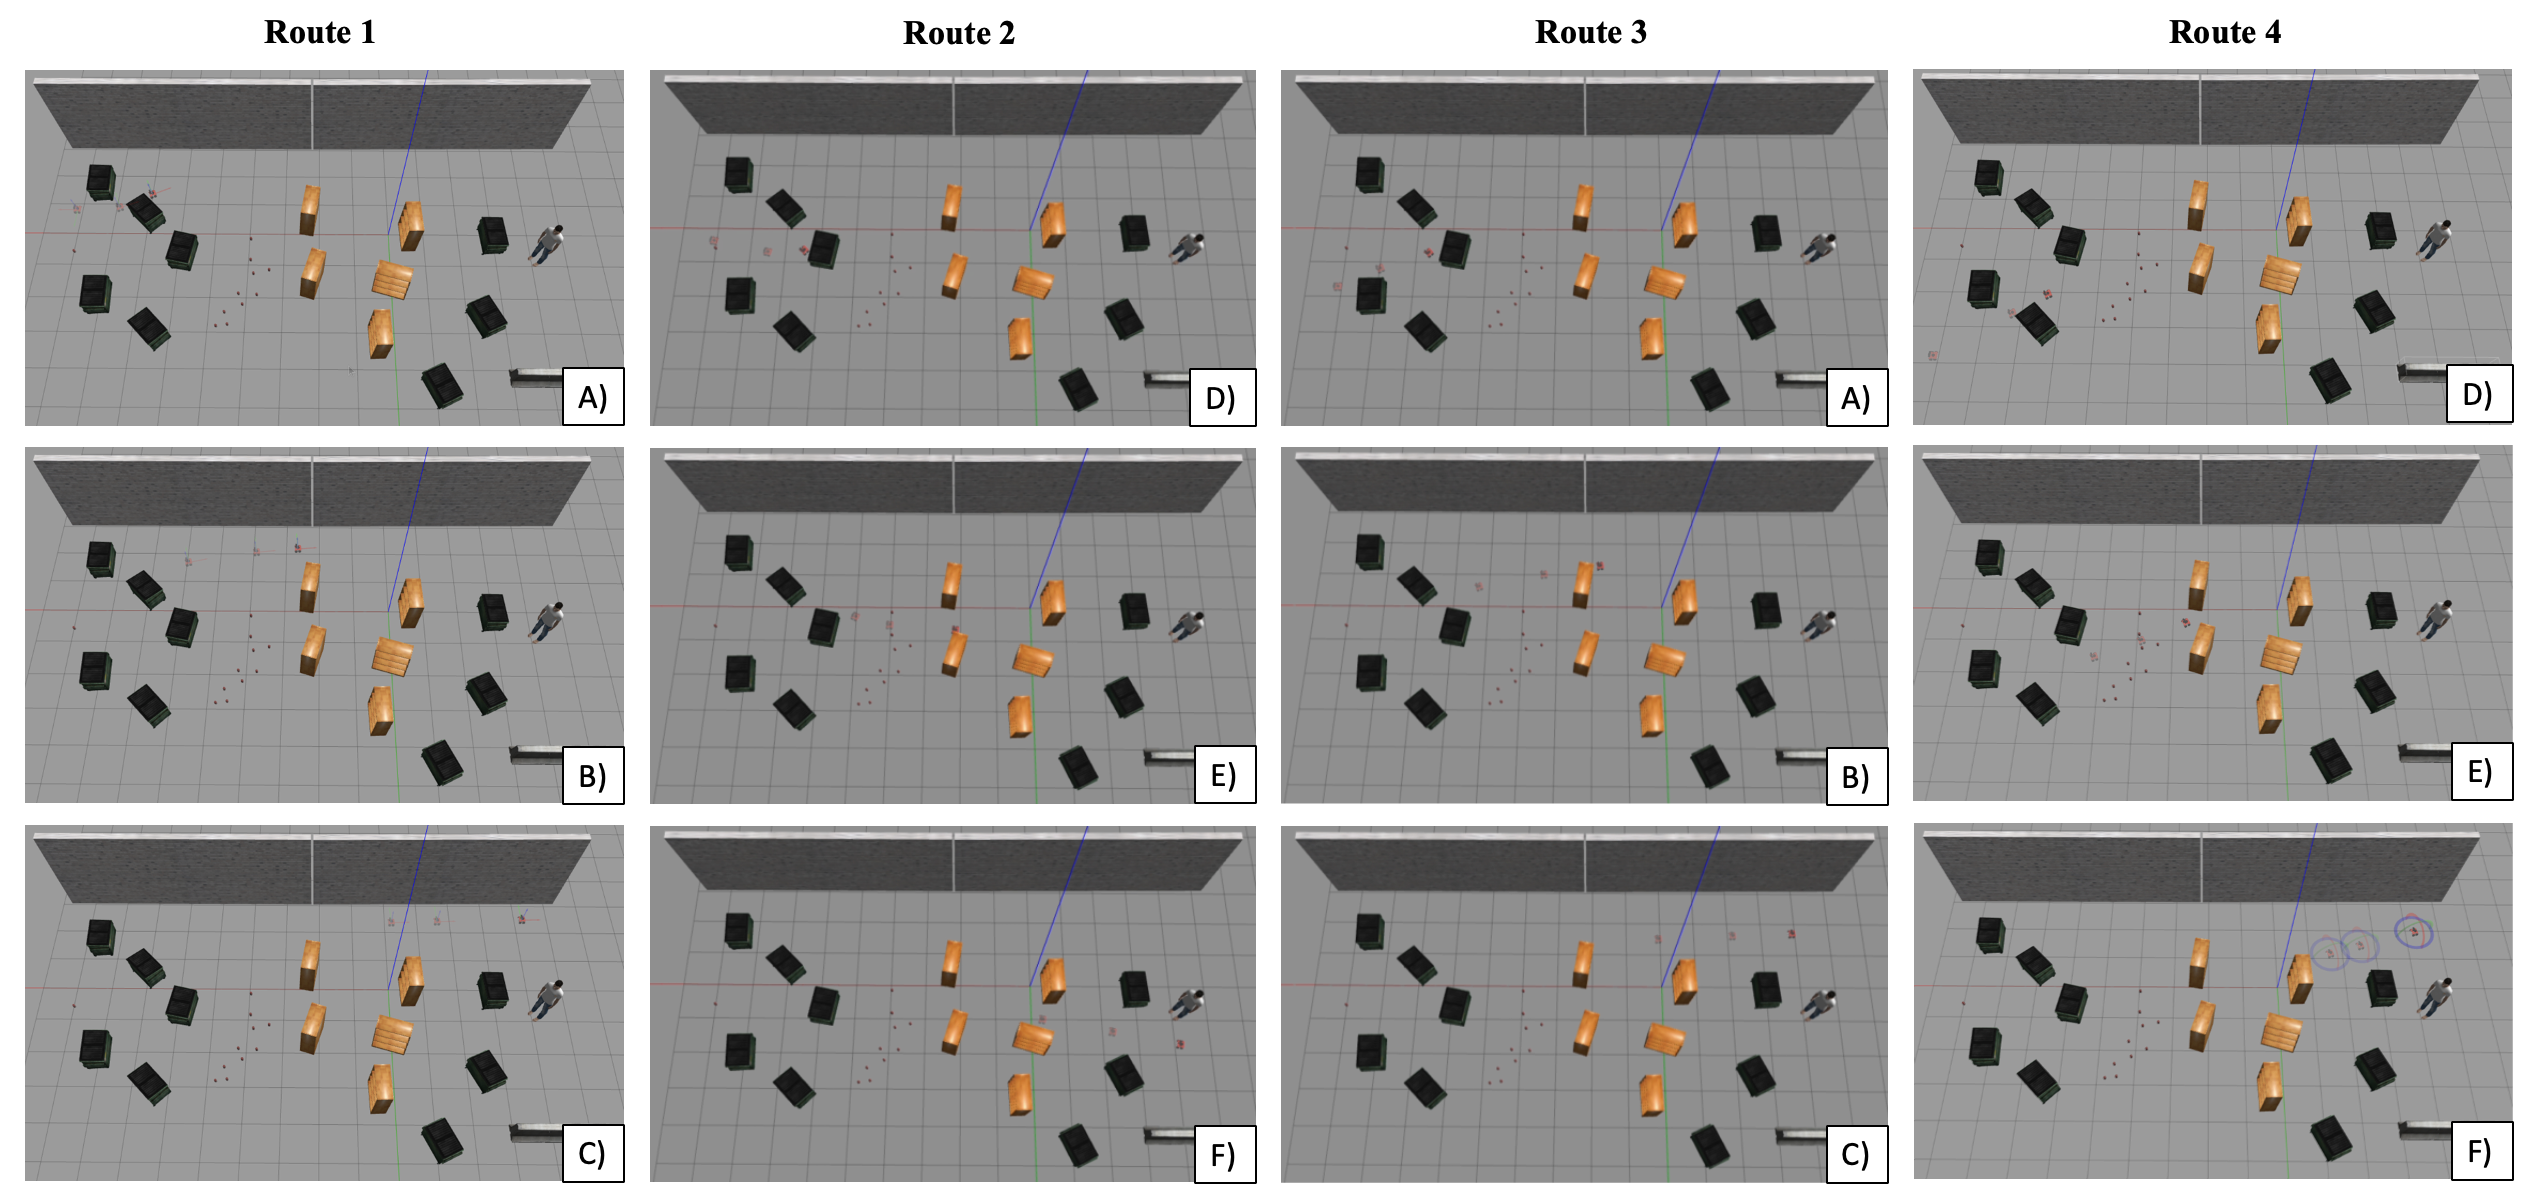 Route 1
Route 2
Route 3
Route 4
A)
D)
A)
D)
B)
E)
B)
E)
C)
F)
C)
F)